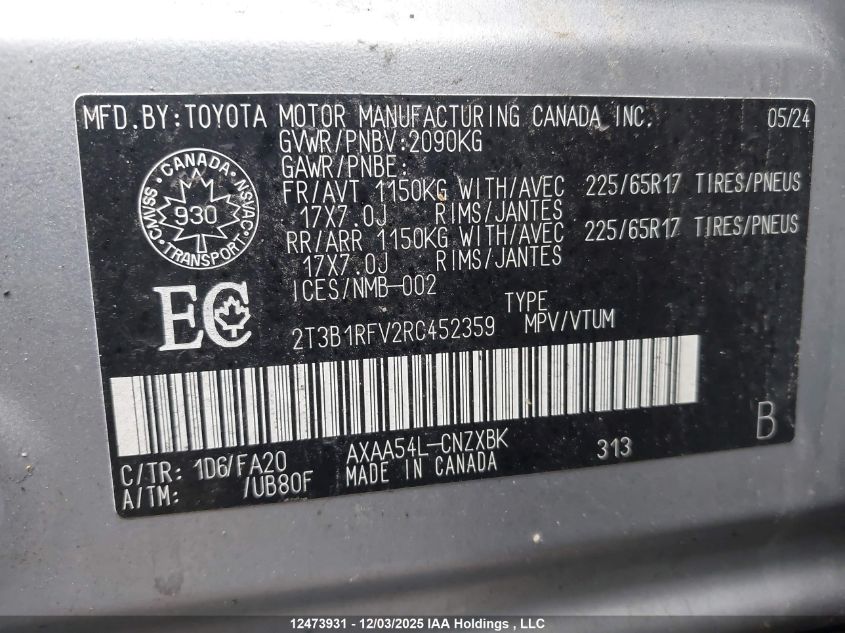 MFD.BY:TOYOTA MOTOR MANUFACTURING CANADA INC. 05/24
GVWR/PNBV:2090KG
GAWR/PNBE:
FR/AVT 1150KG WITH/AVEC 225/65R17 TIRES/PNEUS
17X7.0J RIMS/JANTES
RR/ARR 1150KG WITH/AVEC 225/65R17 TIRES/PNEUS
17X7.0J RIMS/JANTES
ICES/NMB-002
CANADA
CMVSS 930 NSVAC
TRANSPORT
EC
TYPE
2T3B1RFV2RC452359 MPV/VTUM
B
C/TR: 1D6/FA20 AXAA54L-CNZXBK 313
A/TM: /UB80F MADE IN CANADA
12473931 - 12/03/2025 IAA Holdings , LLC